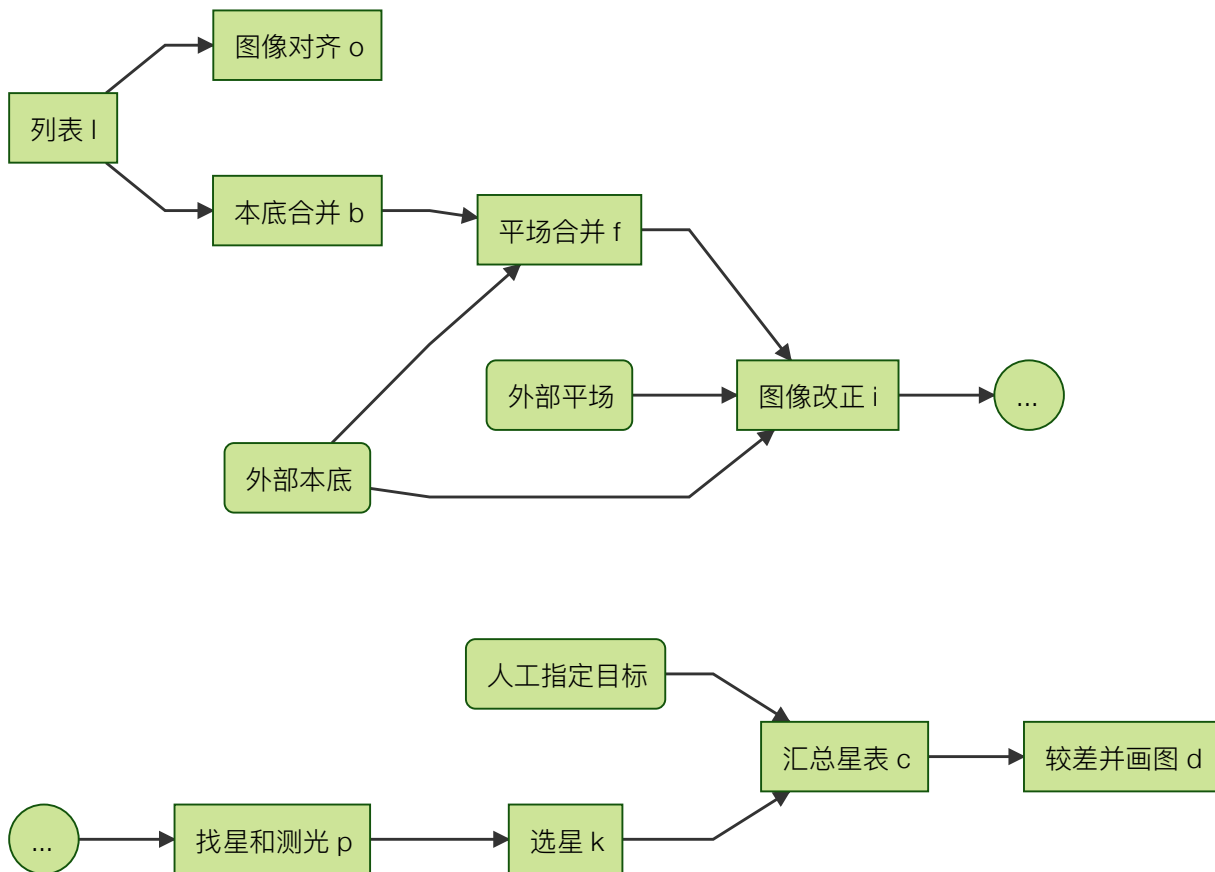 图像对齐 o
列表 l
本底合并 b
平场合并 f
外部平场
图像改正 i
...
外部本底
人工指定目标
汇总星表 c
较差并画图 d
...
找星和测光 p
选星 k